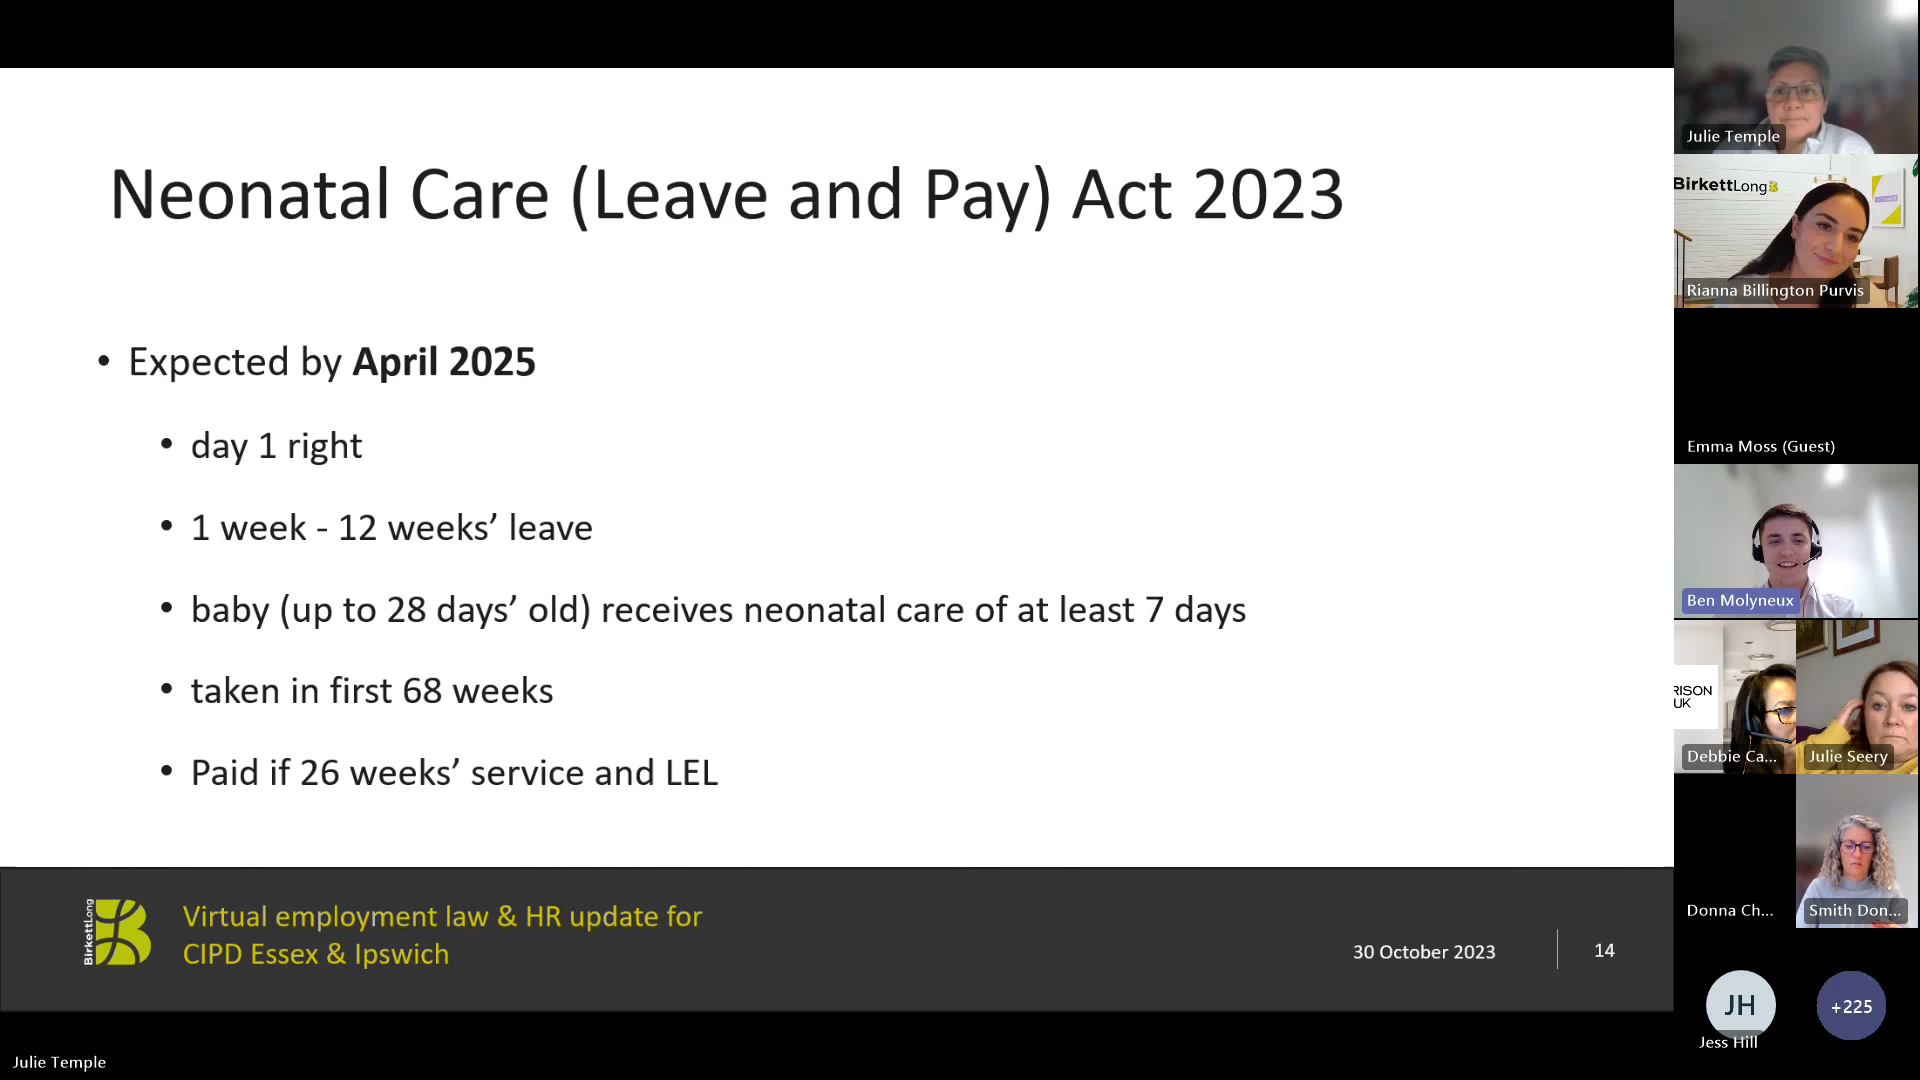 Neonatal Care (Leave and Pay) Act 2023
• Expected by April 2025
• day 1 right
• 1 week - 12 weeks’ leave
• baby (up to 28 days’ old) receives neonatal care of at least 7 days
• taken in first 68 weeks
• Paid if 26 weeks’ service and LEL
BirkettLong
Virtual employment law & HR update for
CIPD Essex & Ipswich
30 October 2023
14
Julie Temple
Julie Temple
BirkettLong
Rianna Billington Purvis
Emma Moss (Guest)
Ben Molyneux
RISON
UK
Debbie Ca...
Julie Seery
Donna Ch...
Smith Don...
JH
+225
Jess Hill